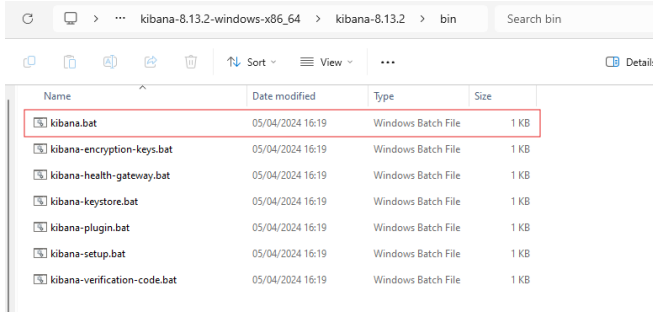 kibana-8.13.2-windows-x86_64 > kibana-8.13.2 > bin Search bin
Sort View Details
Name Date modified Type Size
kibana.bat 05/04/2024 16:19 Windows Batch File 1 KB
kibana-encryption-keys.bat 05/04/2024 16:19 Windows Batch File 1 KB
kibana-health-gateway.bat 05/04/2024 16:19 Windows Batch File 1 KB
kibana-keystore.bat 05/04/2024 16:19 Windows Batch File 1 KB
kibana-plugin.bat 05/04/2024 16:19 Windows Batch File 1 KB
kibana-setup.bat 05/04/2024 16:19 Windows Batch File 1 KB
kibana-verification-code.bat 05/04/2024 16:19 Windows Batch File 1 KB